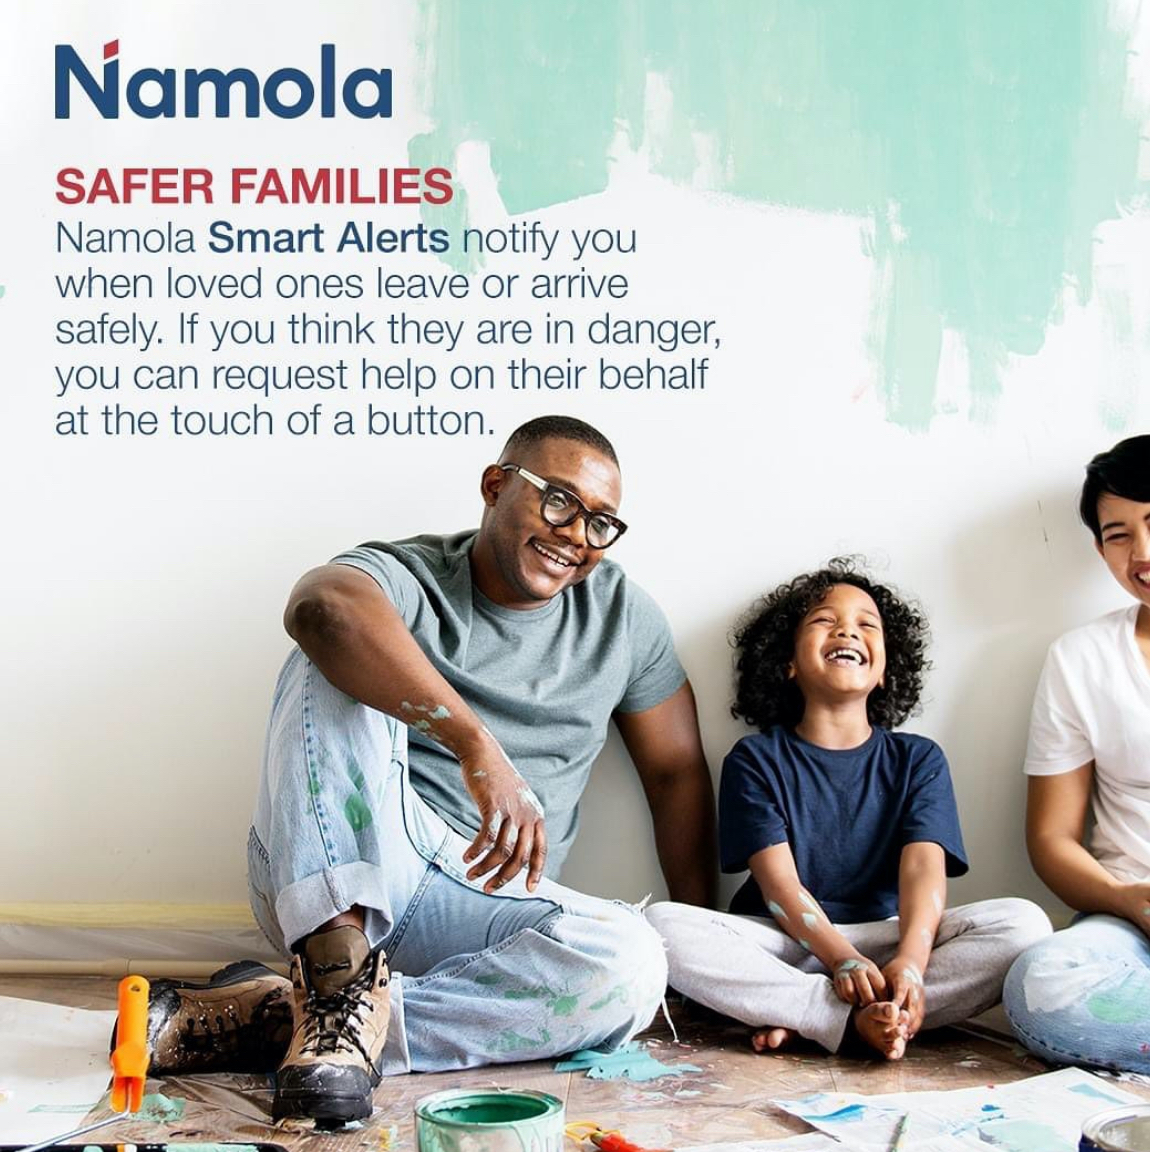 Namola
SAFER FAMILIES
Namola Smart Alerts notify you
when loved ones leave or arrive
safely. If you think they are in danger,
you can request help on their behalf
at the touch of a button.